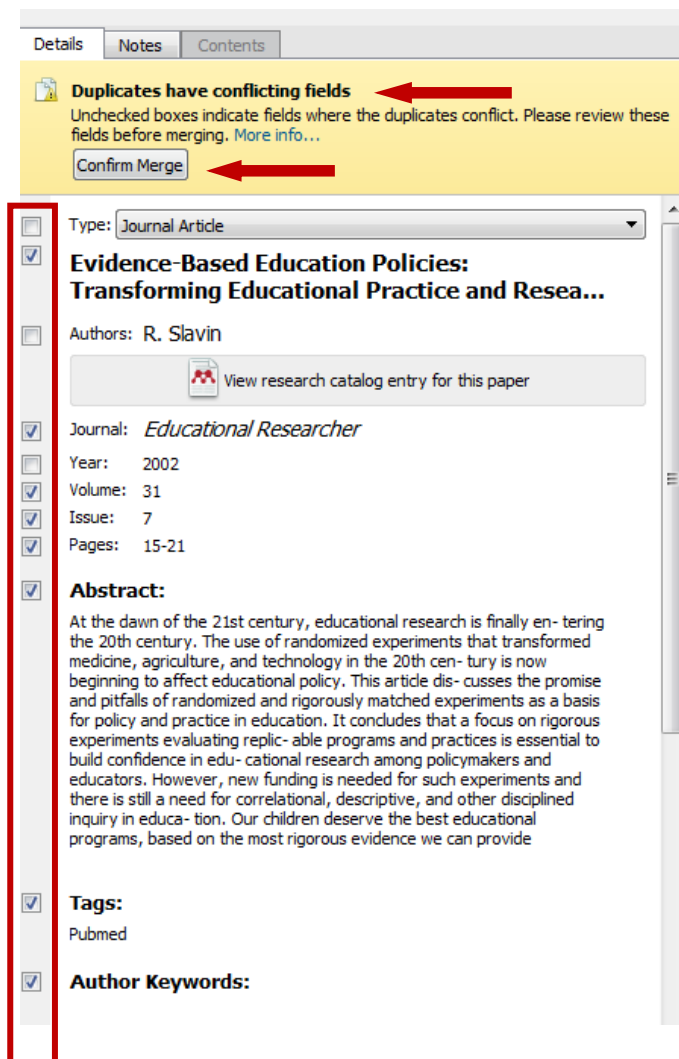 Details Notes Contents
Duplicates have conflicting fields
Unchecked boxes indicate fields where the duplicates conflict. Please review these
fields before merging. More info...
Confirm Merge
Type: Journal Article
Evidence-Based Education Policies:
Transforming Educational Practice and Resea...
Authors: R. Slavin
View research catalog entry for this paper
Journal: Educational Researcher
Year: 2002
Volume: 31
Issue: 7
Pages: 15-21
Abstract:
At the dawn of the 21st century, educational research is finally en- tering
the 20th century. The use of randomized experiments that transformed
medicine, agriculture, and technology in the 20th cen- tury is now
beginning to affect educational policy. This article dis- cusses the promise
and pitfalls of randomized and rigorously matched experiments as a basis
for policy and practice in education. It concludes that a focus on rigorous
experiments evaluating replic- able programs and practices is essential to
build confidence in edu- cational research among policymakers and
educators. However, new funding is needed for such experiments and
there is still a need for correlational, descriptive, and other disciplined
inquiry in educa- tion. Our children deserve the best educational
programs, based on the most rigorous evidence we can provide
Tags:
Pubmed
Author Keywords: